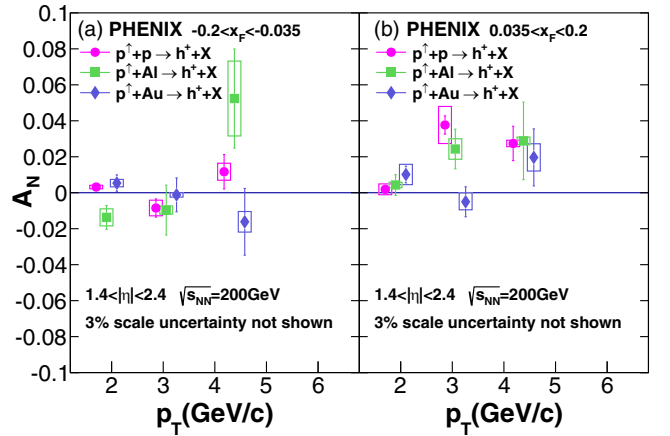 (a) PHENIX -0.2<x_F<-0.035
p↑+p → h⁺+X
p↑+Al → h⁺+X
p↑+Au → h⁺+X
1.4<|η|<2.4 √s_NN=200GeV
3% scale uncertainty not shown
(b) PHENIX 0.035<x_F<0.2
p↑+p → h⁺+X
p↑+Al → h⁺+X
p↑+Au → h⁺+X
1.4<|η|<2.4 √s_NN=200GeV
3% scale uncertainty not shown
A_N
0.1
0.08
0.06
0.04
0.02
0
-0.02
-0.04
-0.06
-0.08
-0.1
2 3 4 5 6
2 3 4 5 6
p_T(GeV/c)
p_T(GeV/c)